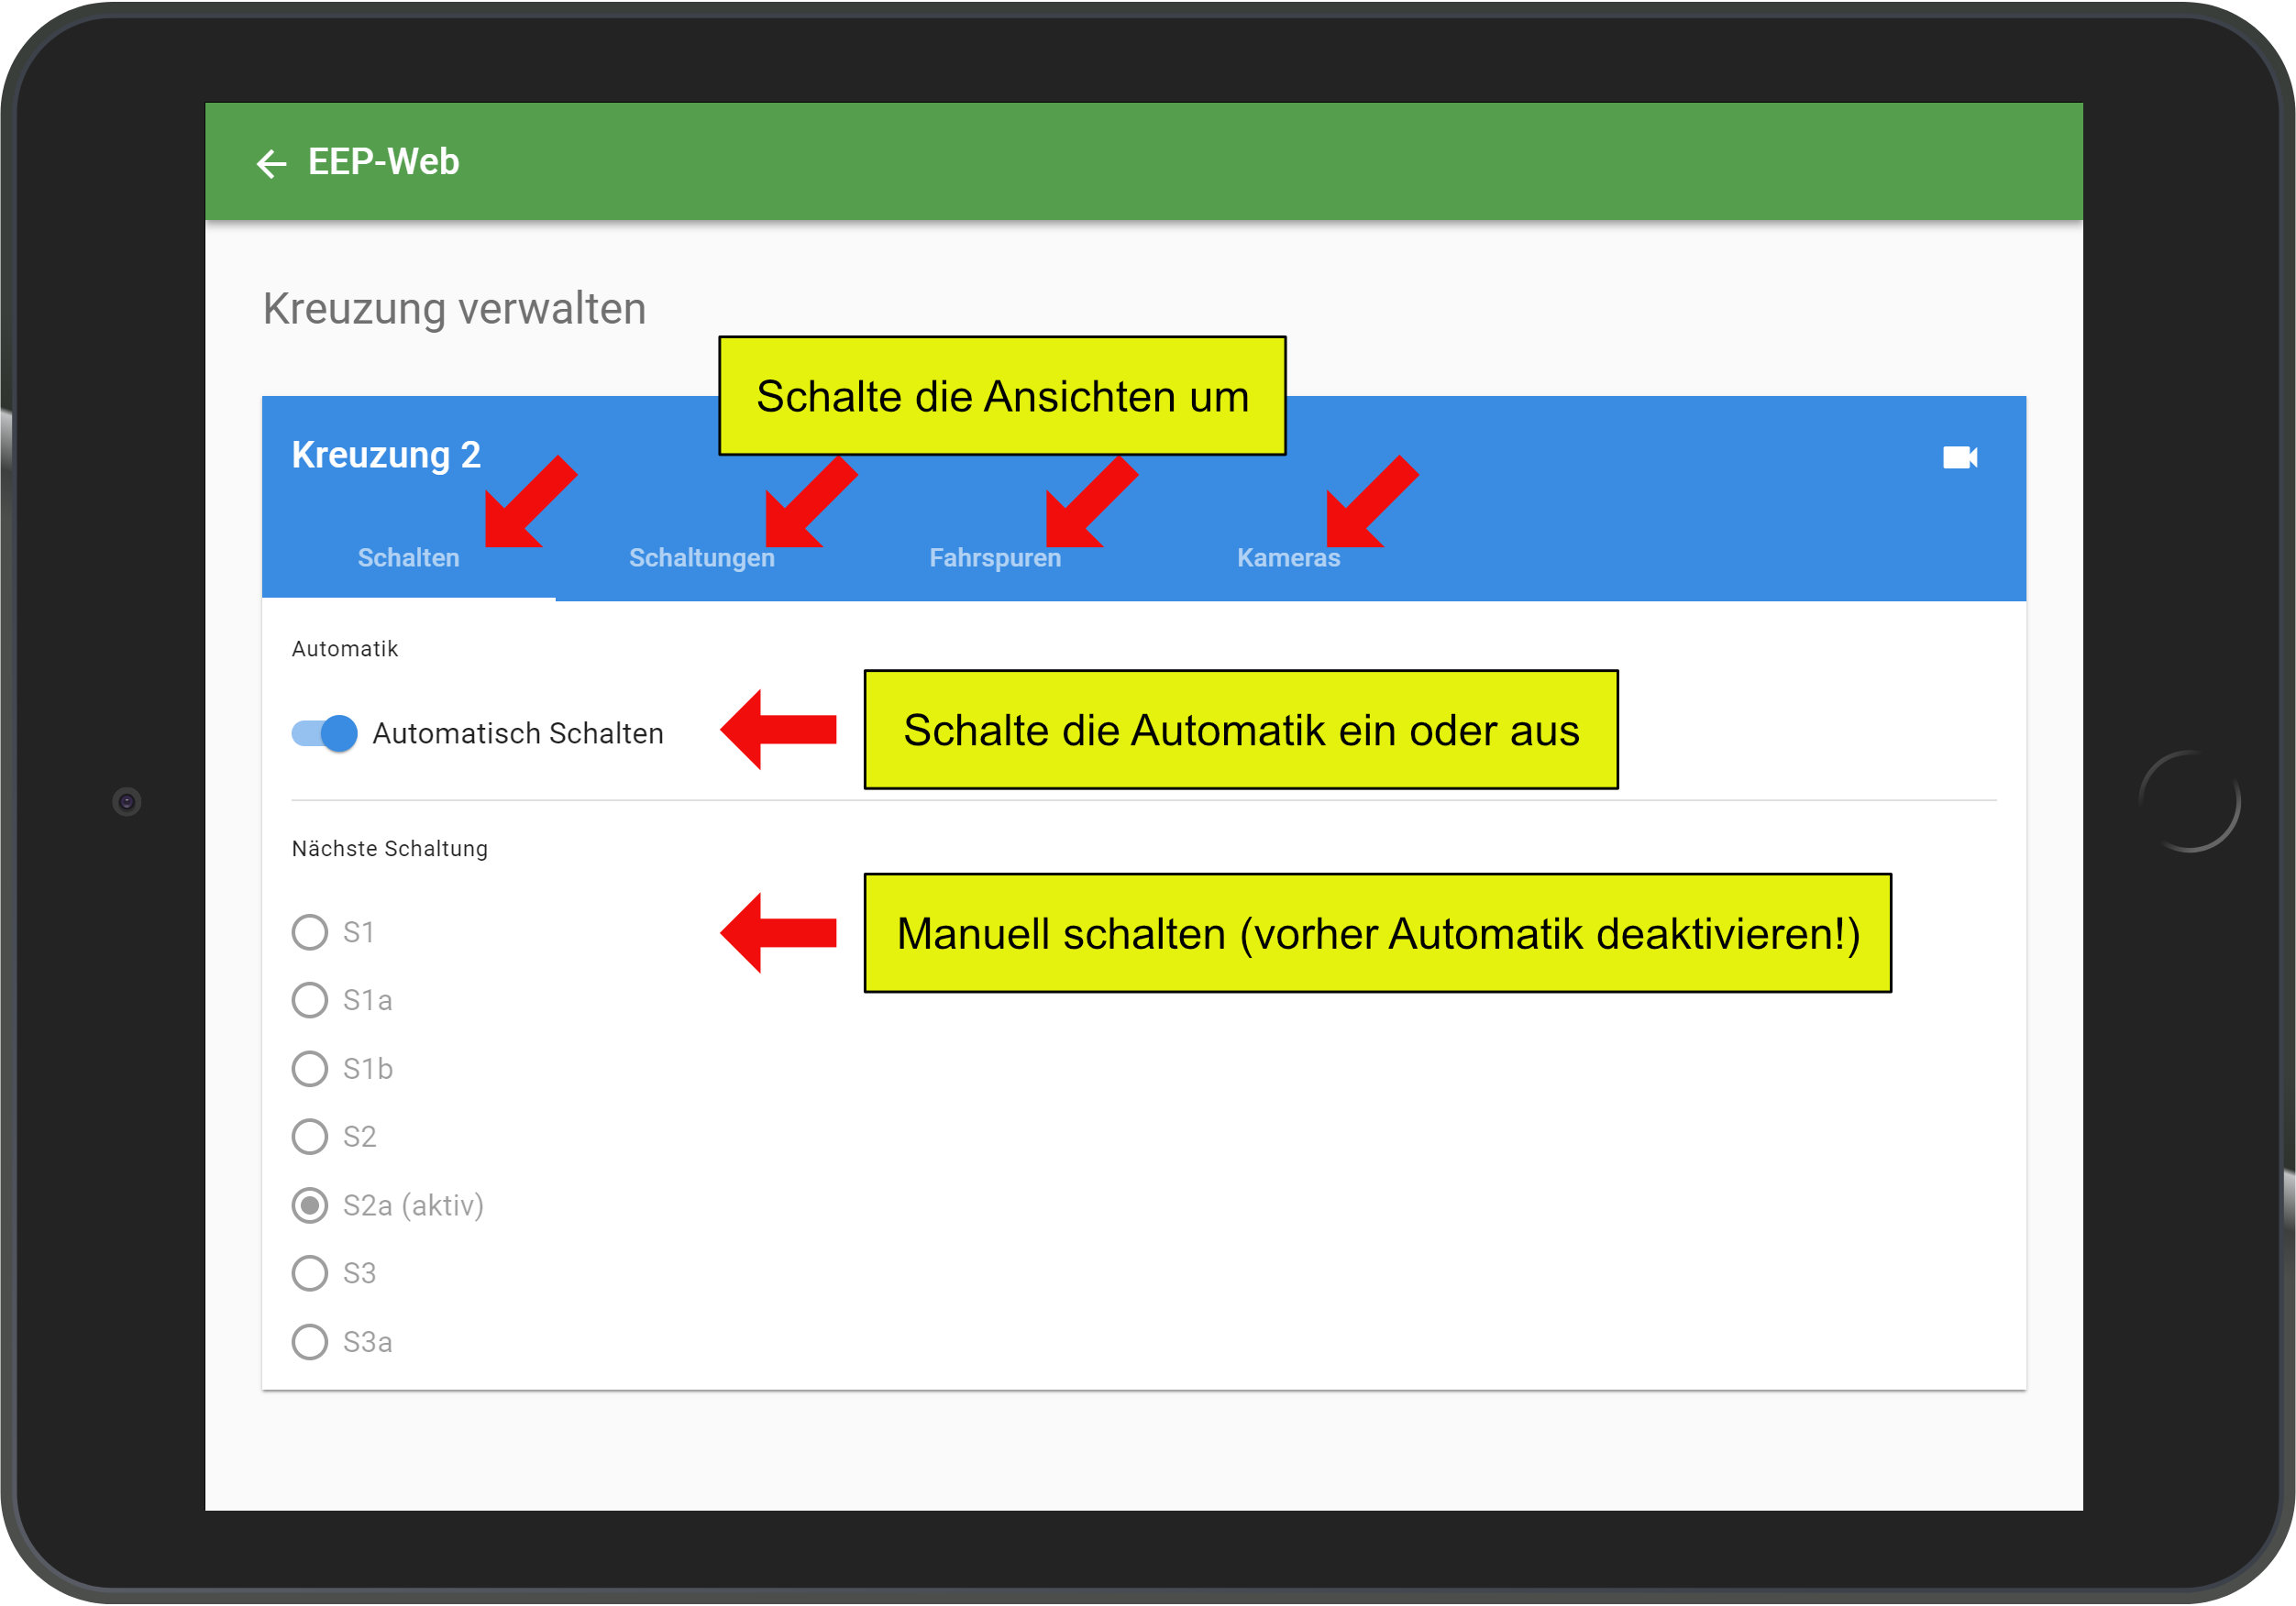 EEP-Web
Kreuzung verwalten
Schalte die Ansichten um
Kreuzung 2
Schalten Schaltungen Fahrspuren Kameras
Automatik
Automatisch Schalten
Schalte die Automatik ein oder aus
Nächste Schaltung
S1
Manuell schalten (vorher Automatik deaktivieren!)
S1a
S1b
S2
S2a (aktiv)
S3
S3a